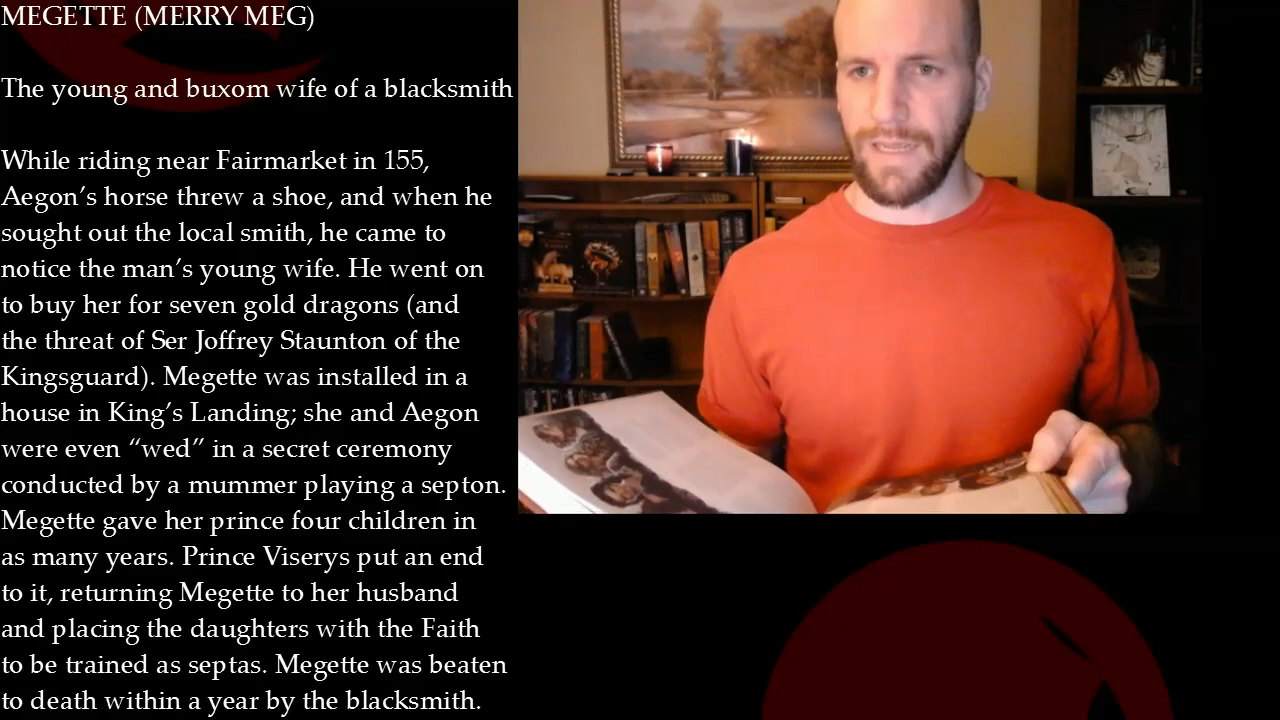 MEGETTE (MERRY MEG)
The young and buxom wife of a blacksmith
While riding near Fairmarket in 155,
Aegon’s horse threw a shoe, and when he
sought out the local smith, he came to
notice the man’s young wife. He went on
to buy her for seven gold dragons (and
the threat of Ser Joffrey Staunton of the
Kingsguard). Megette was installed in a
house in King’s Landing; she and Aegon
were even “wed” in a secret ceremony
conducted by a mummer playing a septon.
Megette gave her prince four children in
as many years. Prince Viserys put an end
to it, returning Megette to her husband
and placing the daughters with the Faith
to be trained as septas. Megette was beaten
to death within a year by the blacksmith.